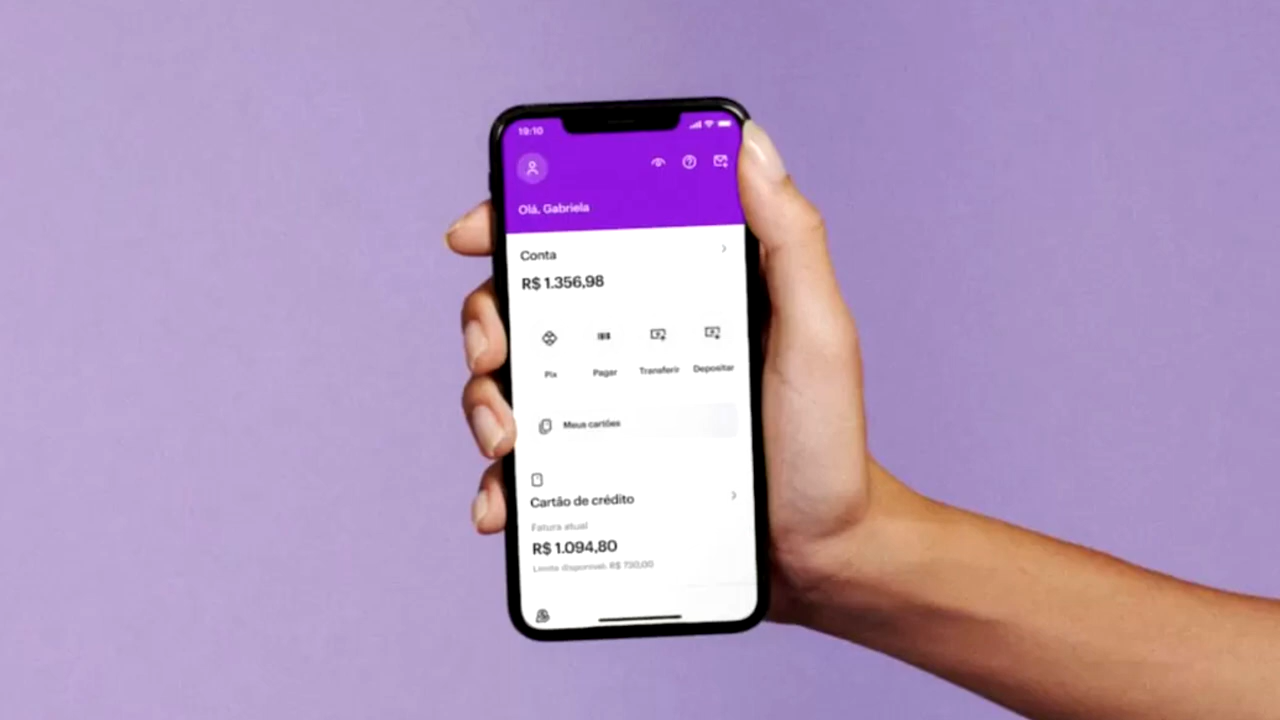 19:10
Olá, Gabriela
Conta
R$ 1.356,98
Pix Pagar Transferir Depositar
Meus cartões
Cartão de crédito
Fatura atual
R$ 1.094,80
Limite disponível: R$ 730,00